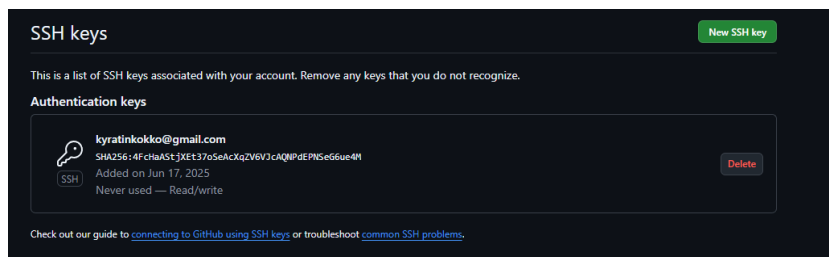 SSH keys
New SSH key
This is a list of SSH keys associated with your account. Remove any keys that you do not recognize.
Authentication keys
kyratinkokko@gmail.com
SHA256:4FcHaAStjXEt37oSeAcXqZV6VJcAQNPdEPNSeG6ue4M
Added on Jun 17, 2025
Never used — Read/write
SSH
Delete
Check out our guide to connecting to GitHub using SSH keys or troubleshoot common SSH problems.